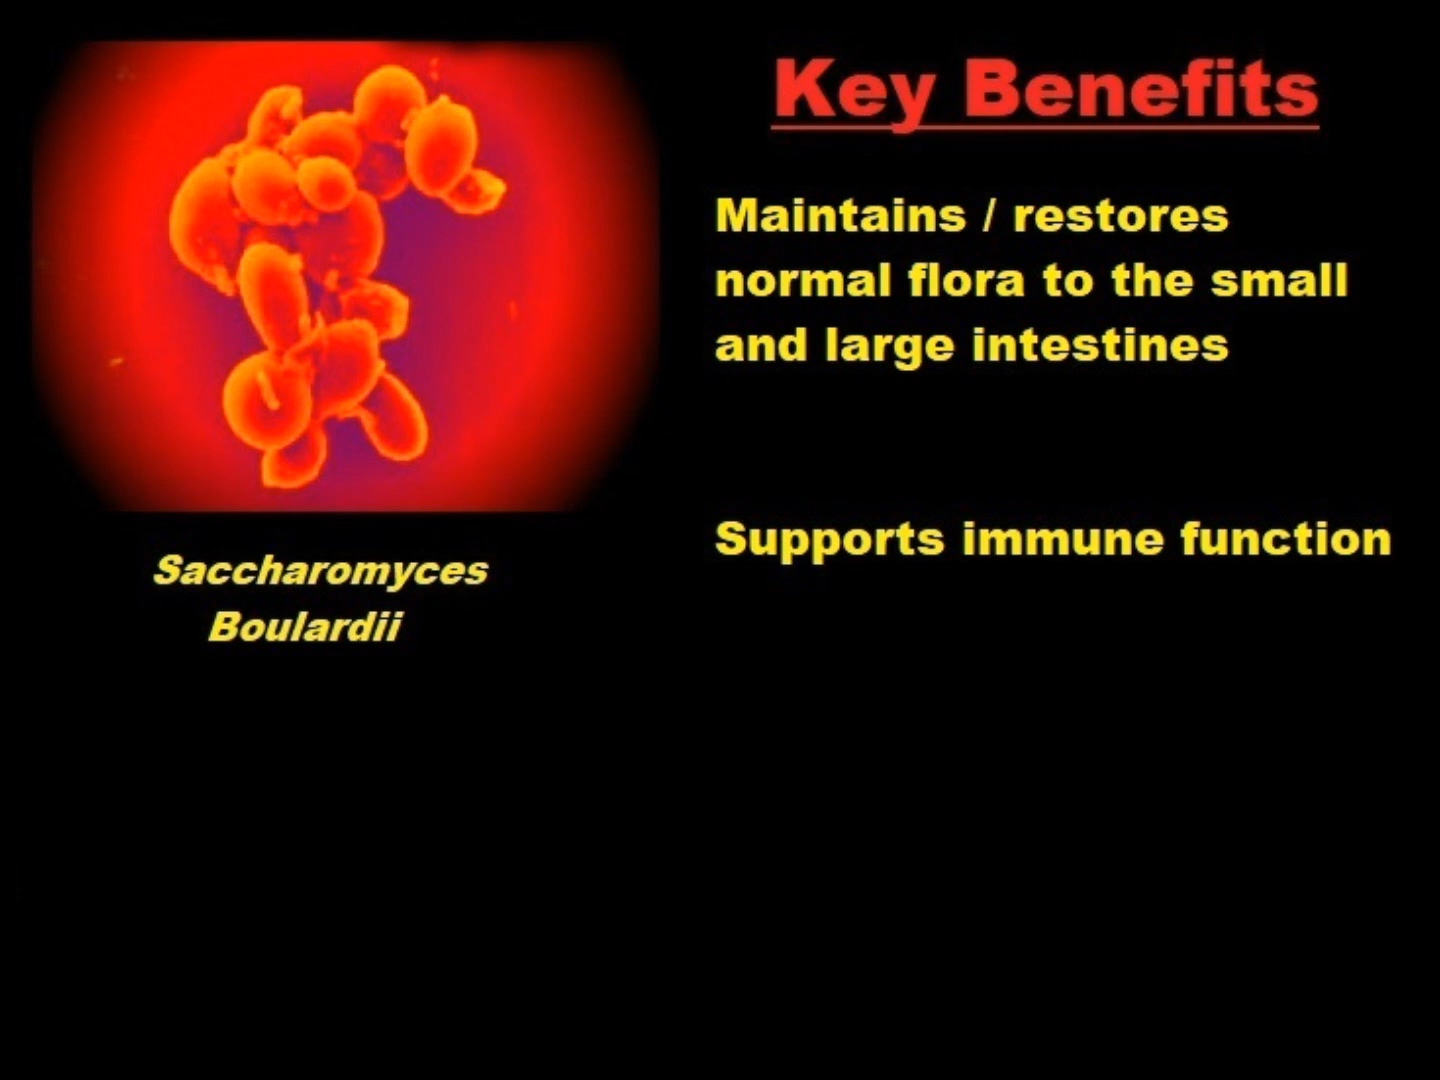 Key Benefits
Maintains / restores
normal flora to the small
and large intestines
Supports immune function
Saccharomyces
Boulardii